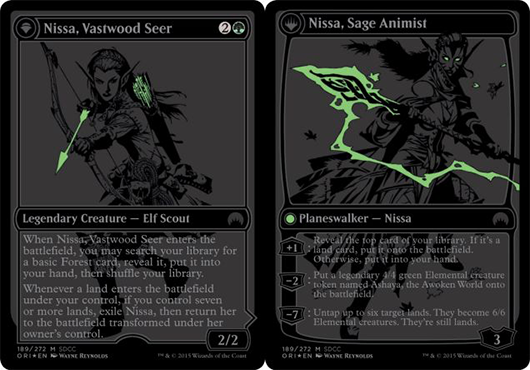 Nissa, Vastwood Seer 2
Legendary Creature — Elf Scout
When Nissa, Vastwood Seer enters the
battlefield, you may search your library for
a basic Forest card, reveal it, put it into
your hand, then shuffle your library.
Whenever a land enters the battlefield
under your control, if you control seven
or more lands, exile Nissa, then return her
to the battlefield transformed under her
owner's control.
2/2
189/272 M SDCC
ORI ★ EN Wayne Reynolds
™ & © 2015 Wizards of the Coast
Nissa, Sage Animist
Planeswalker — Nissa
+1 : Reveal the top card of your library. If it's a
land card, put it onto the battlefield.
Otherwise, put it into your hand.
-2 : Put a legendary 4/4 green Elemental creature
token named Ashaya, the Awoken World onto
the battlefield.
-7 : Untap up to six target lands. They become 6/6
Elemental creatures. They're still lands.
3
189/272 M SDCC
ORI ★ EN Wayne Reynolds
™ & © 2015 Wizards of the Coast